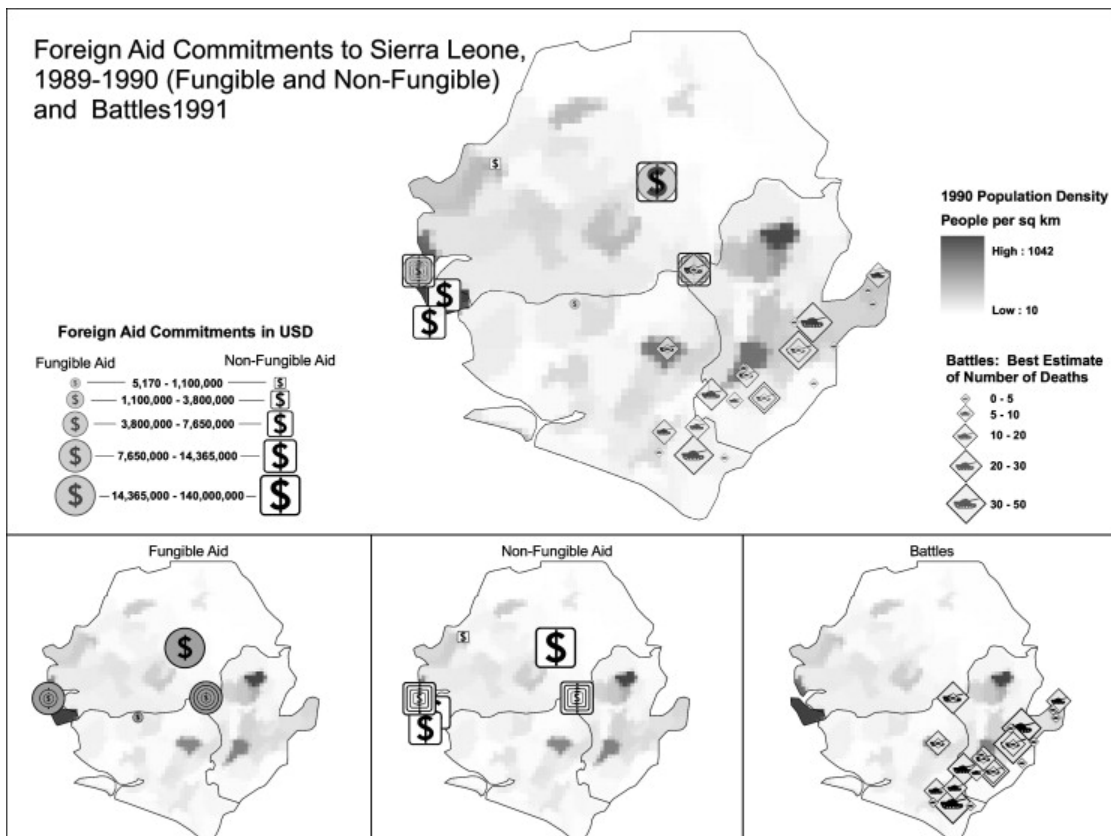 Foreign Aid Commitments to Sierra Leone,
1989-1990 (Fungible and Non-Fungible)
and Battles1991
1990 Population Density
People per sq km
High : 1042
Low : 10
Foreign Aid Commitments in USD
Fungible Aid
Non-Fungible Aid
$ 5,170 - 1,100,000 $
$ 1,100,000 - 3,800,000 $
$ 3,800,000 - 7,650,000 $
$ 7,650,000 - 14,365,000 $
$ 14,365,000 - 140,000,000 $
Battles: Best Estimate
of Number of Deaths
0 - 5
5 - 10
10 - 20
20 - 30
30 - 50
Fungible Aid
Non-Fungible Aid
Battles